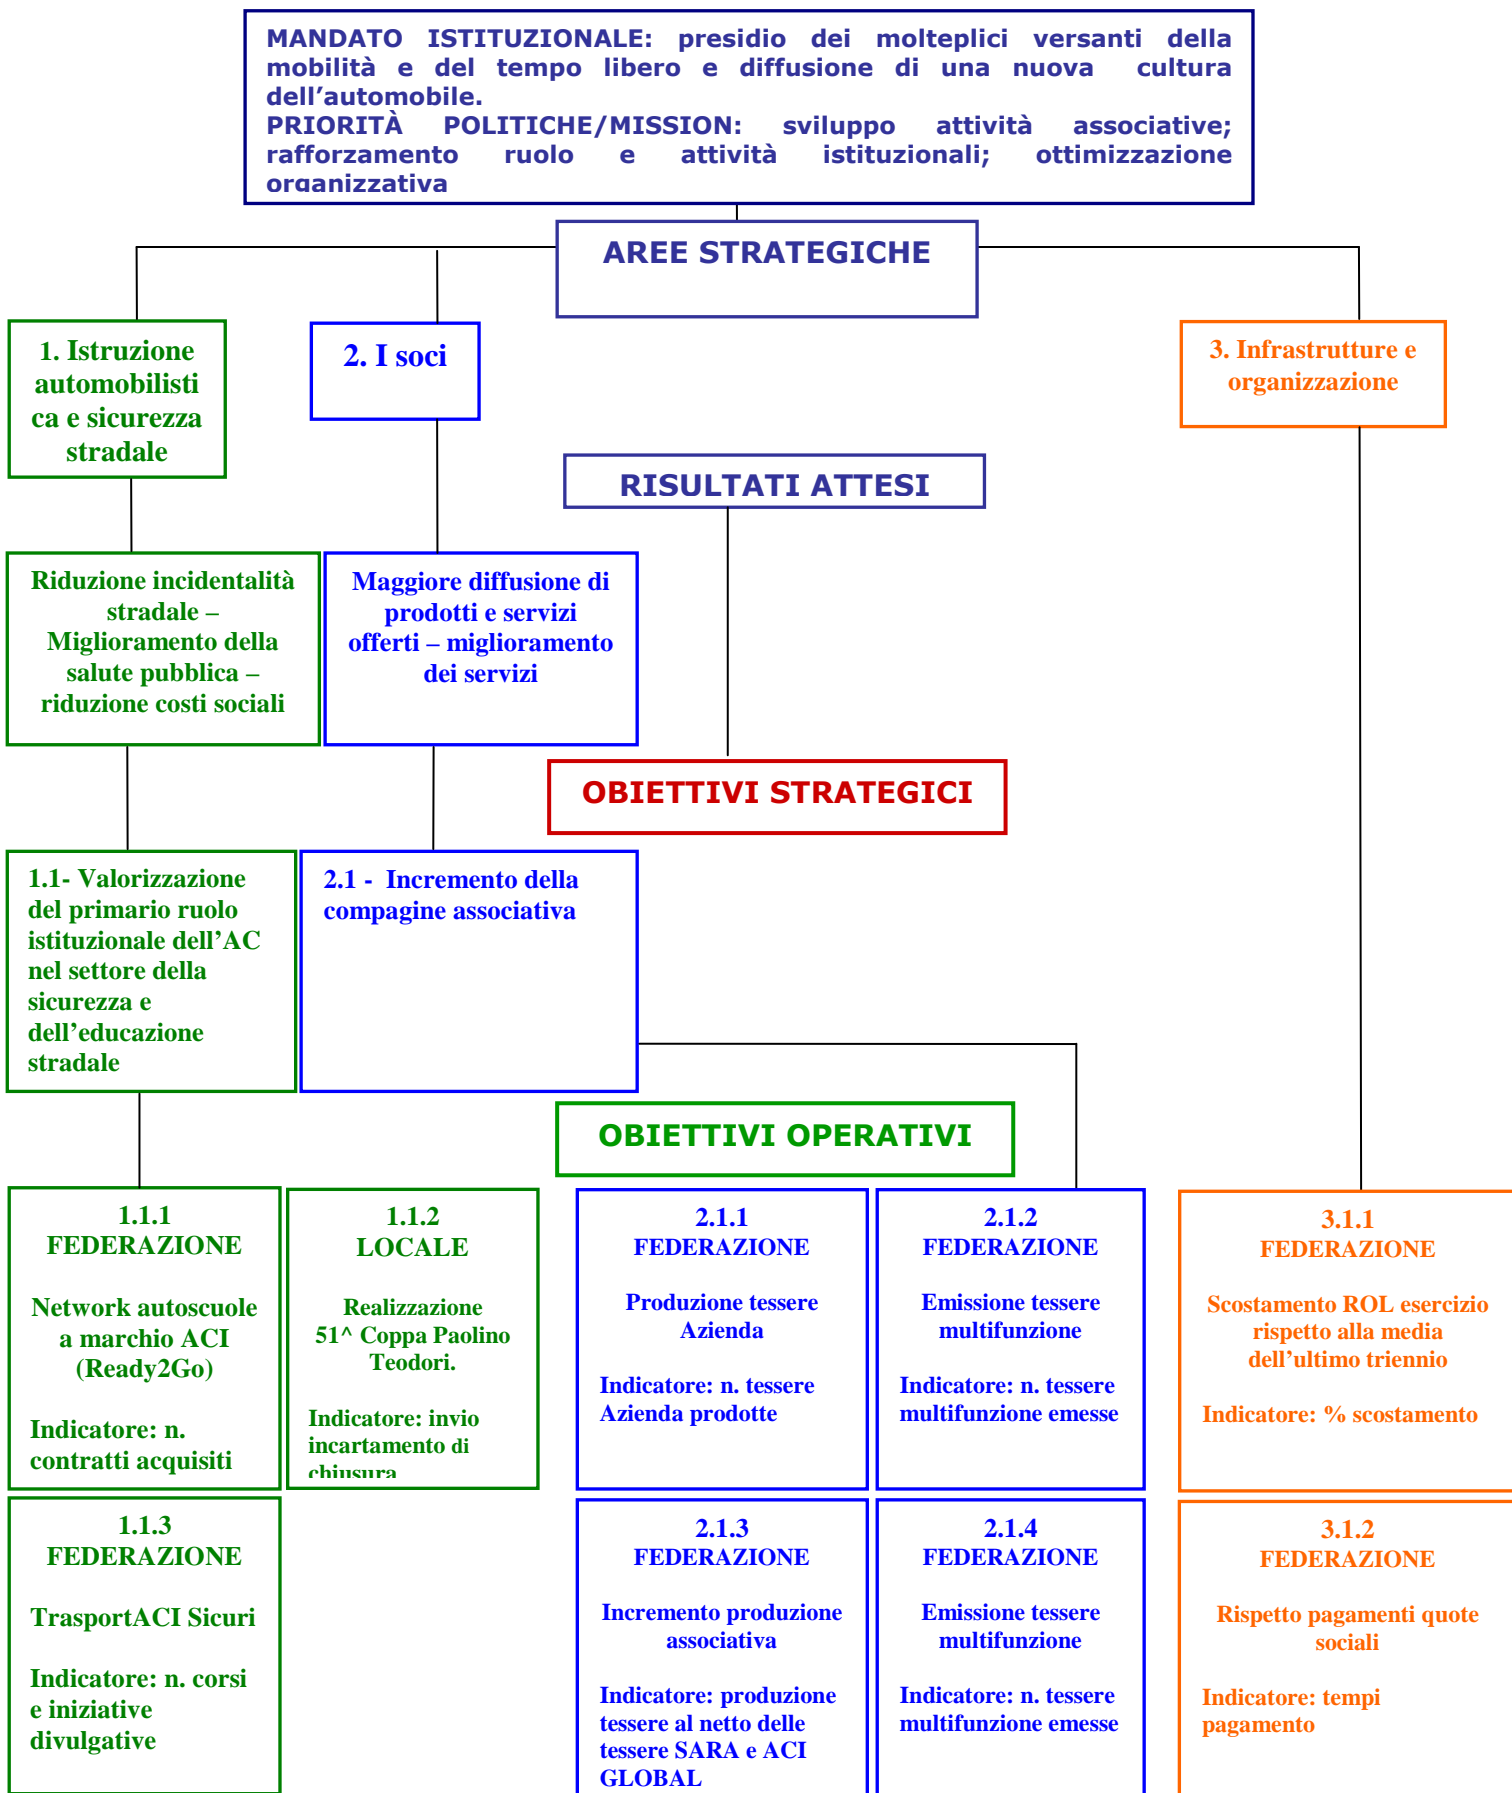 MANDATO ISTITUZIONALE: presidio dei molteplici versanti della
mobilità e del tempo libero e diffusione di una nuova cultura
dell’automobile.
PRIORITÀ POLITICHE/MISSION: sviluppo attività associative;
rafforzamento ruolo e attività istituzionali; ottimizzazione
organizzativa
AREE STRATEGICHE
1. Istruzione
automobilisti
ca e sicurezza
stradale
2. I soci
3. Infrastrutture e
organizzazione
RISULTATI ATTESI
Riduzione incidentalità
stradale –
Miglioramento della
salute pubblica –
riduzione costi sociali
Maggiore diffusione di
prodotti e servizi
offerti – miglioramento
dei servizi
OBIETTIVI STRATEGICI
1.1- Valorizzazione
del primario ruolo
istituzionale dell’AC
nel settore della
sicurezza e
dell’educazione
stradale
2.1 - Incremento della
compagine associativa
OBIETTIVI OPERATIVI
1.1.1
FEDERAZIONE
Network autoscuole
a marchio ACI
(Ready2Go)
Indicatore: n.
contratti acquisiti
1.1.2
LOCALE
Realizzazione
51^ Coppa Paolino
Teodori.
Indicatore: invio
incartamento di
chiusura
2.1.1
FEDERAZIONE
Produzione tessere
Azienda
Indicatore: n. tessere
Azienda prodotte
2.1.2
FEDERAZIONE
Emissione tessere
multifunzione
Indicatore: n. tessere
multifunzione emesse
3.1.1
FEDERAZIONE
Scostamento ROL esercizio
rispetto alla media
dell’ultimo triennio
Indicatore: % scostamento
1.1.3
FEDERAZIONE
TrasportACI Sicuri
Indicatore: n. corsi
e iniziative
divulgative
2.1.3
FEDERAZIONE
Incremento produzione
associativa
Indicatore: produzione
tessere al netto delle
tessere SARA e ACI
GLOBAL
2.1.4
FEDERAZIONE
Emissione tessere
multifunzione
Indicatore: n. tessere
multifunzione emesse
3.1.2
FEDERAZIONE
Rispetto pagamenti quote
sociali
Indicatore: tempi
pagamento